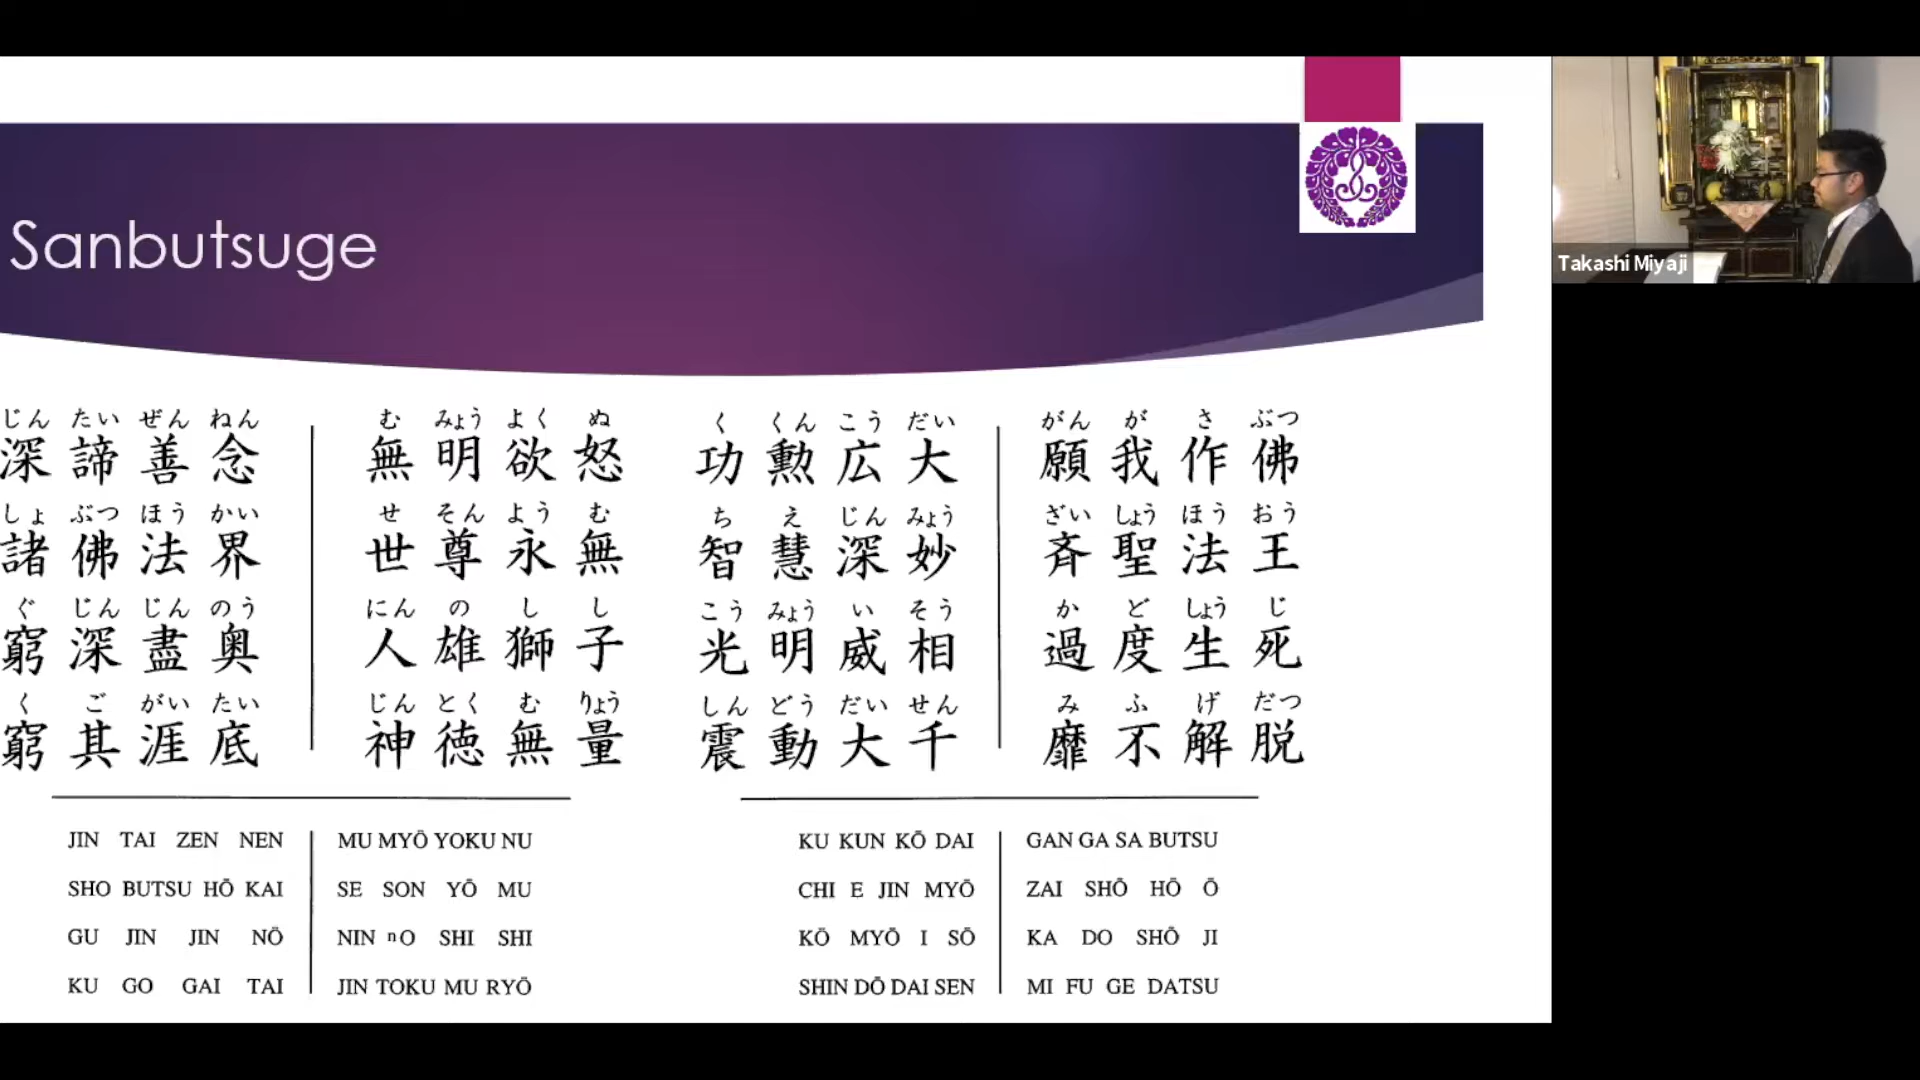 Sanbutsuge
Takashi Miyaji
じん たい ぜん ねん
深 諦 善 念
しょ ぶつ ほう かい
諸 佛 法 界
ぐ じん じん のう
窮 深 盡 奥
く ご がい たい
窮 其 涯 底
む みょう よく ぬ
無 明 欲 怒
せ そん よう む
世 尊 永 無
にん の し し
人 雄 獅 子
じん とく む りょう
神 徳 無 量
く くん こう だい
功 勲 広 大
ち え じん みょう
智 慧 深 妙
こう みょう い そう
光 明 威 相
しん どう だい せん
震 動 大 千
がん が さ ぶつ
願 我 作 佛
ざい しょう ほう おう
斉 聖 法 王
か ど しょう じ
過 度 生 死
み ふ げ だつ
靡 不 解 脱
JIN TAI ZEN NEN
SHO BUTSU HŌ KAI
GU JIN JIN NŌ
KU GO GAI TAI
MU MYŌ YOKU NU
SE SON YŌ MU
NIN ⁿO SHI SHI
JIN TOKU MU RYŌ
KU KUN KŌ DAI
CHI E JIN MYŌ
KŌ MYŌ I SŌ
SHIN DŌ DAI SEN
GAN GA SA BUTSU
ZAI SHŌ HŌ Ō
KA DO SHŌ JI
MI FU GE DATSU